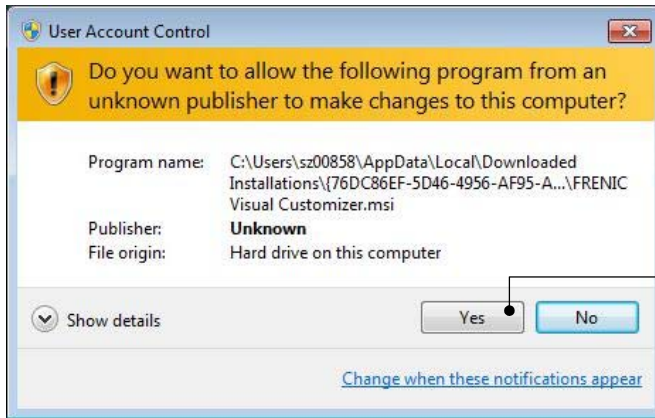 User Account Control
Do you want to allow the following program from an
unknown publisher to make changes to this computer?
Program name: C:\Users\sz00858\AppData\Local\Downloaded
Installations\{76DC86EF-5D46-4956-AF95-A...\FRENIC
Visual Customizer.msi
Publisher: Unknown
File origin: Hard drive on this computer
Show details Yes No
Change when these notifications appear